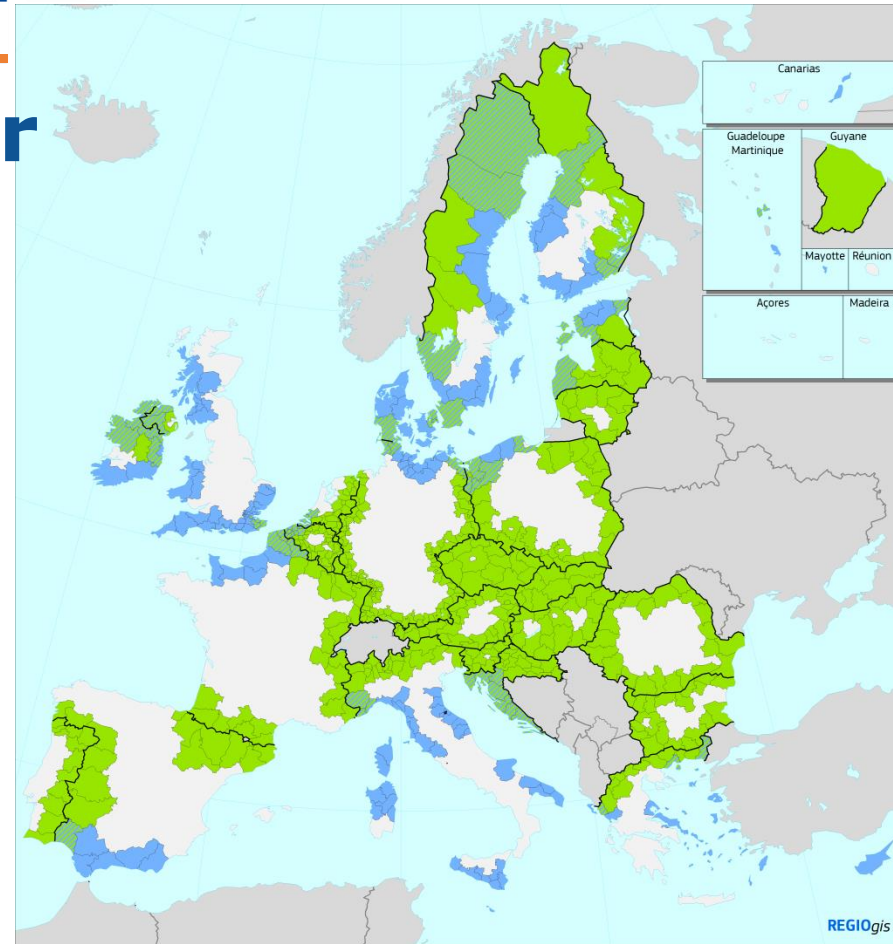 r
Canarias
Guadeloupe
Martinique
Guyane
Mayotte
Réunion
Açores
Madeira
REGIOgis